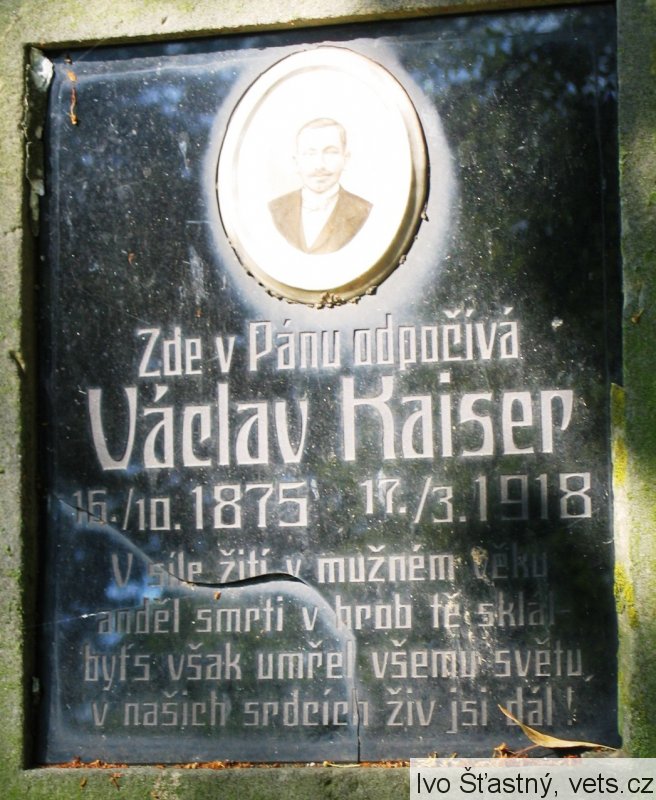 Zde v Pánu odpočívá
Václav Kaiser
16./10. 1875 17./3. 1918
V síle žití v mužném věku
anděl smrti v hrob tě sklál
byťs však umřel všemu světu,
v našich srdcích živ jsi dál!
Ivo Šťastný, vets.cz